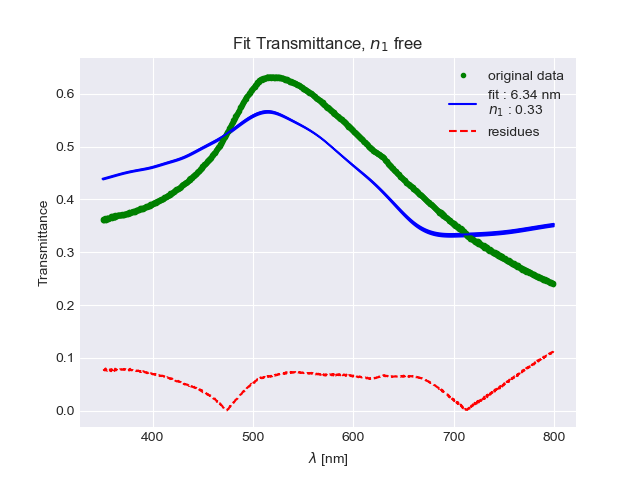 Fit Transmittance, n₁ free
original data
fit : 6.34 nm
n₁ : 0.33
residues
Transmittance
0.6
0.5
0.4
0.3
0.2
0.1
0.0
400 500 600 700 800
λ [nm]